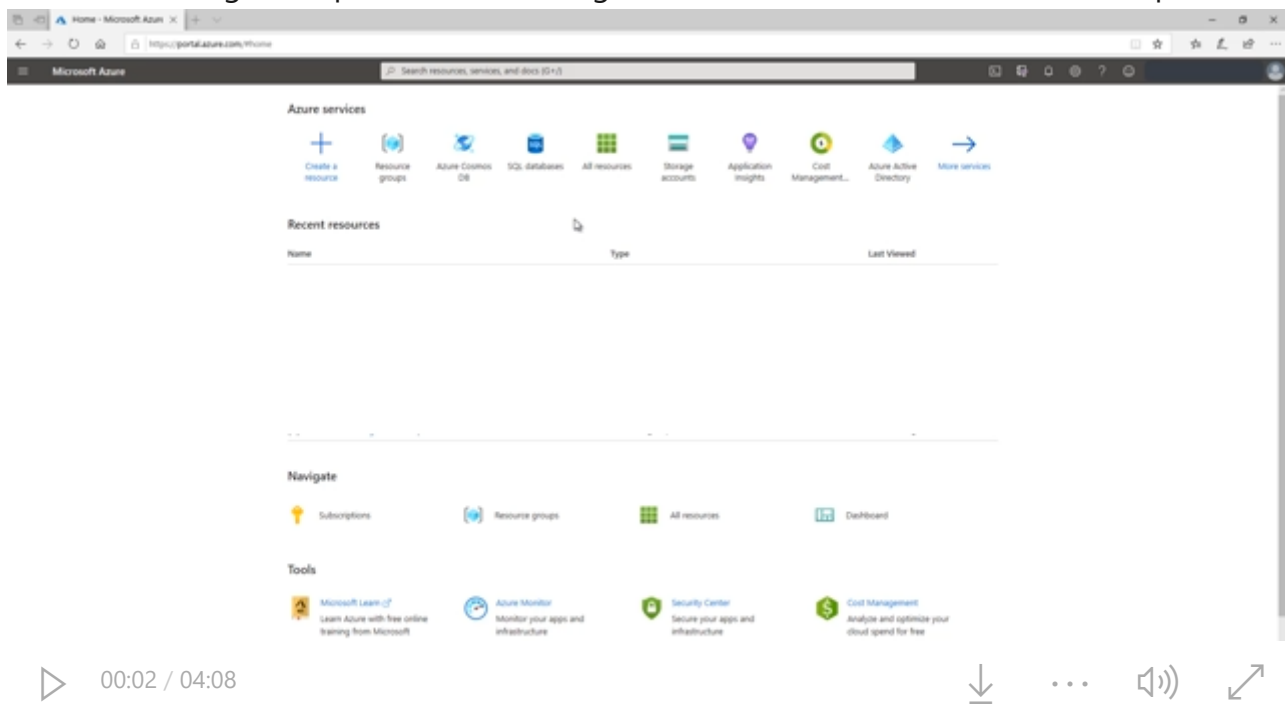 Home - Microsoft Azure
https://portal.azure.com/#home
Microsoft Azure
Search resources, services, and docs (G+/)
Azure services
Create a resource
Resource groups
Azure Cosmos DB
SQL databases
All resources
Storage accounts
Application Insights
Cost Management...
Azure Active Directory
More services
Recent resources
Name Type Last Viewed
Navigate
Subscriptions Resource groups All resources Dashboard
Tools
Microsoft Learn
Learn Azure with free online
training from Microsoft
Azure Monitor
Monitor your apps and
infrastructure
Security Center
Secure your apps and
infrastructure
Cost Management
Analyze and optimize your
cloud spend for free
00:02 / 04:08